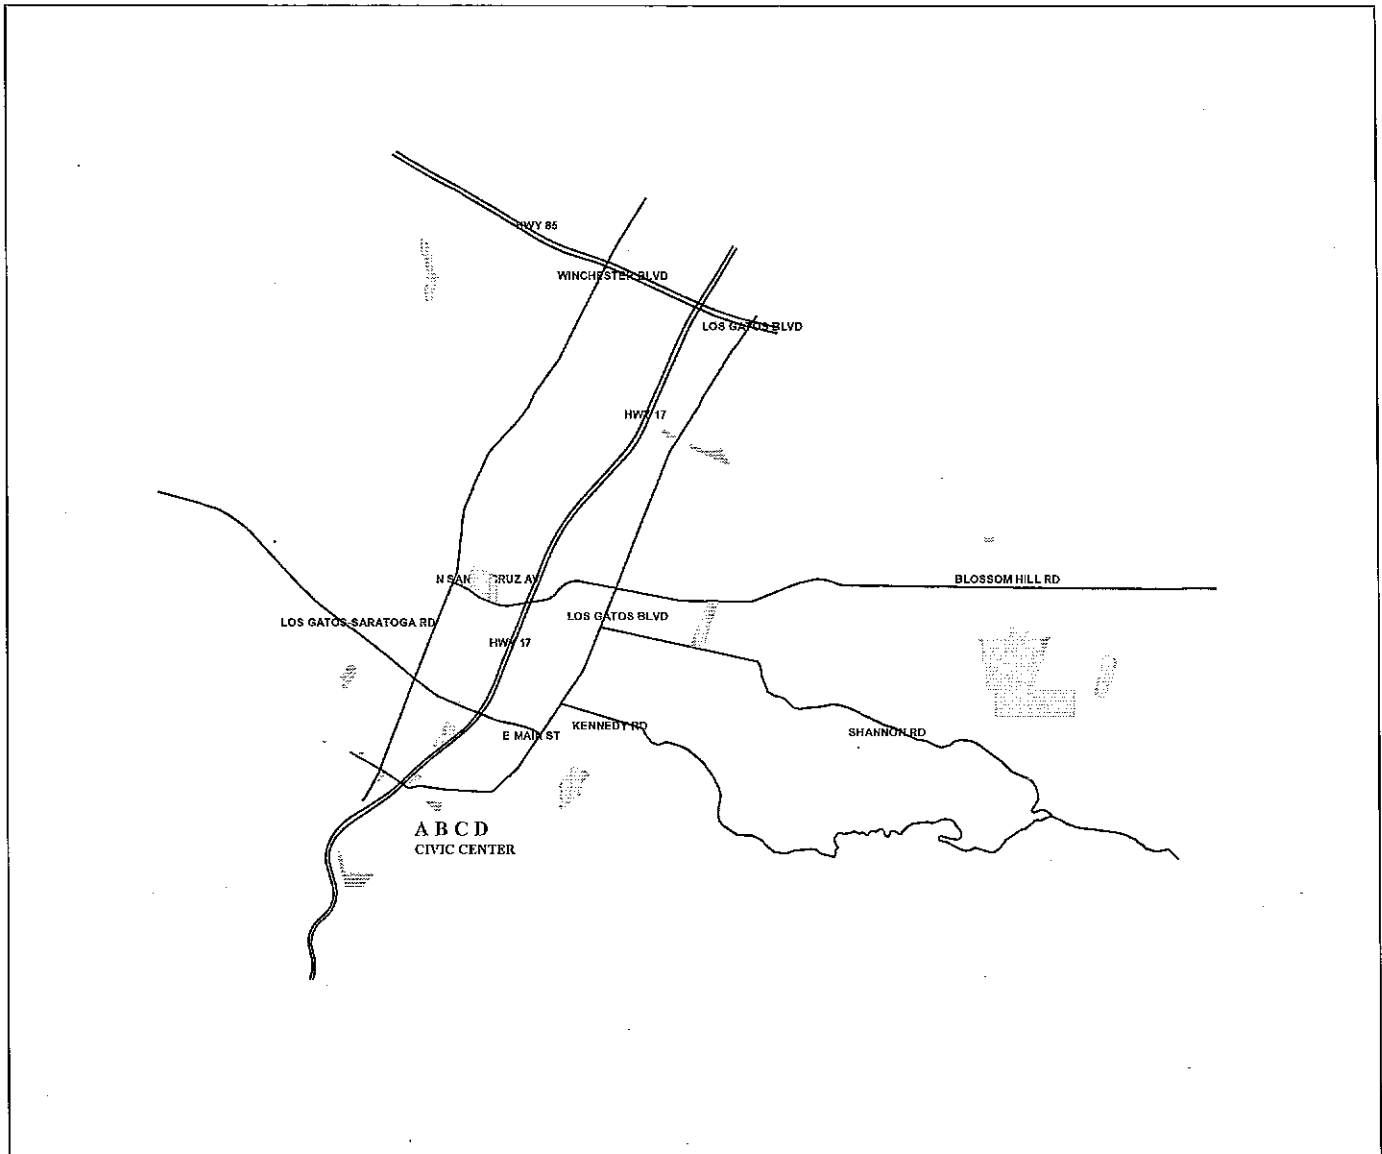 HWY 85
WINCHESTER BLVD
LOS GATOS BLVD
HWY 17
N SAN CRUZ AV
BLOSSOM HILL RD
LOS GATOS BLVD
LOS GATOS-SARATOGA RD
HWY 17
KENNEDY RD
E MAIN ST
SHANNON RD
A B C D
CIVIC CENTER